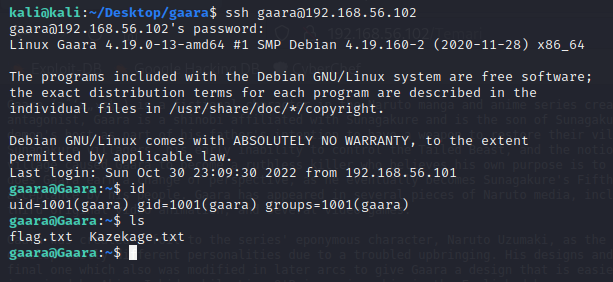 kali@kali:~/Desktop/gaara$ ssh gaara@192.168.56.102
gaara@192.168.56.102's password:
Linux Gaara 4.19.0-13-amd64 #1 SMP Debian 4.19.160-2 (2020-11-28) x86_64
The programs included with the Debian GNU/Linux system are free software;
the exact distribution terms for each program are described in the
individual files in /usr/share/doc/*/copyright.
Debian GNU/Linux comes with ABSOLUTELY NO WARRANTY, to the extent
permitted by applicable law.
Last login: Sun Oct 30 23:09:30 2022 from 192.168.56.101
gaara@Gaara:~$ id
uid=1001(gaara) gid=1001(gaara) groups=1001(gaara)
gaara@Gaara:~$ ls
flag.txt  Kazekage.txt
gaara@Gaara:~$